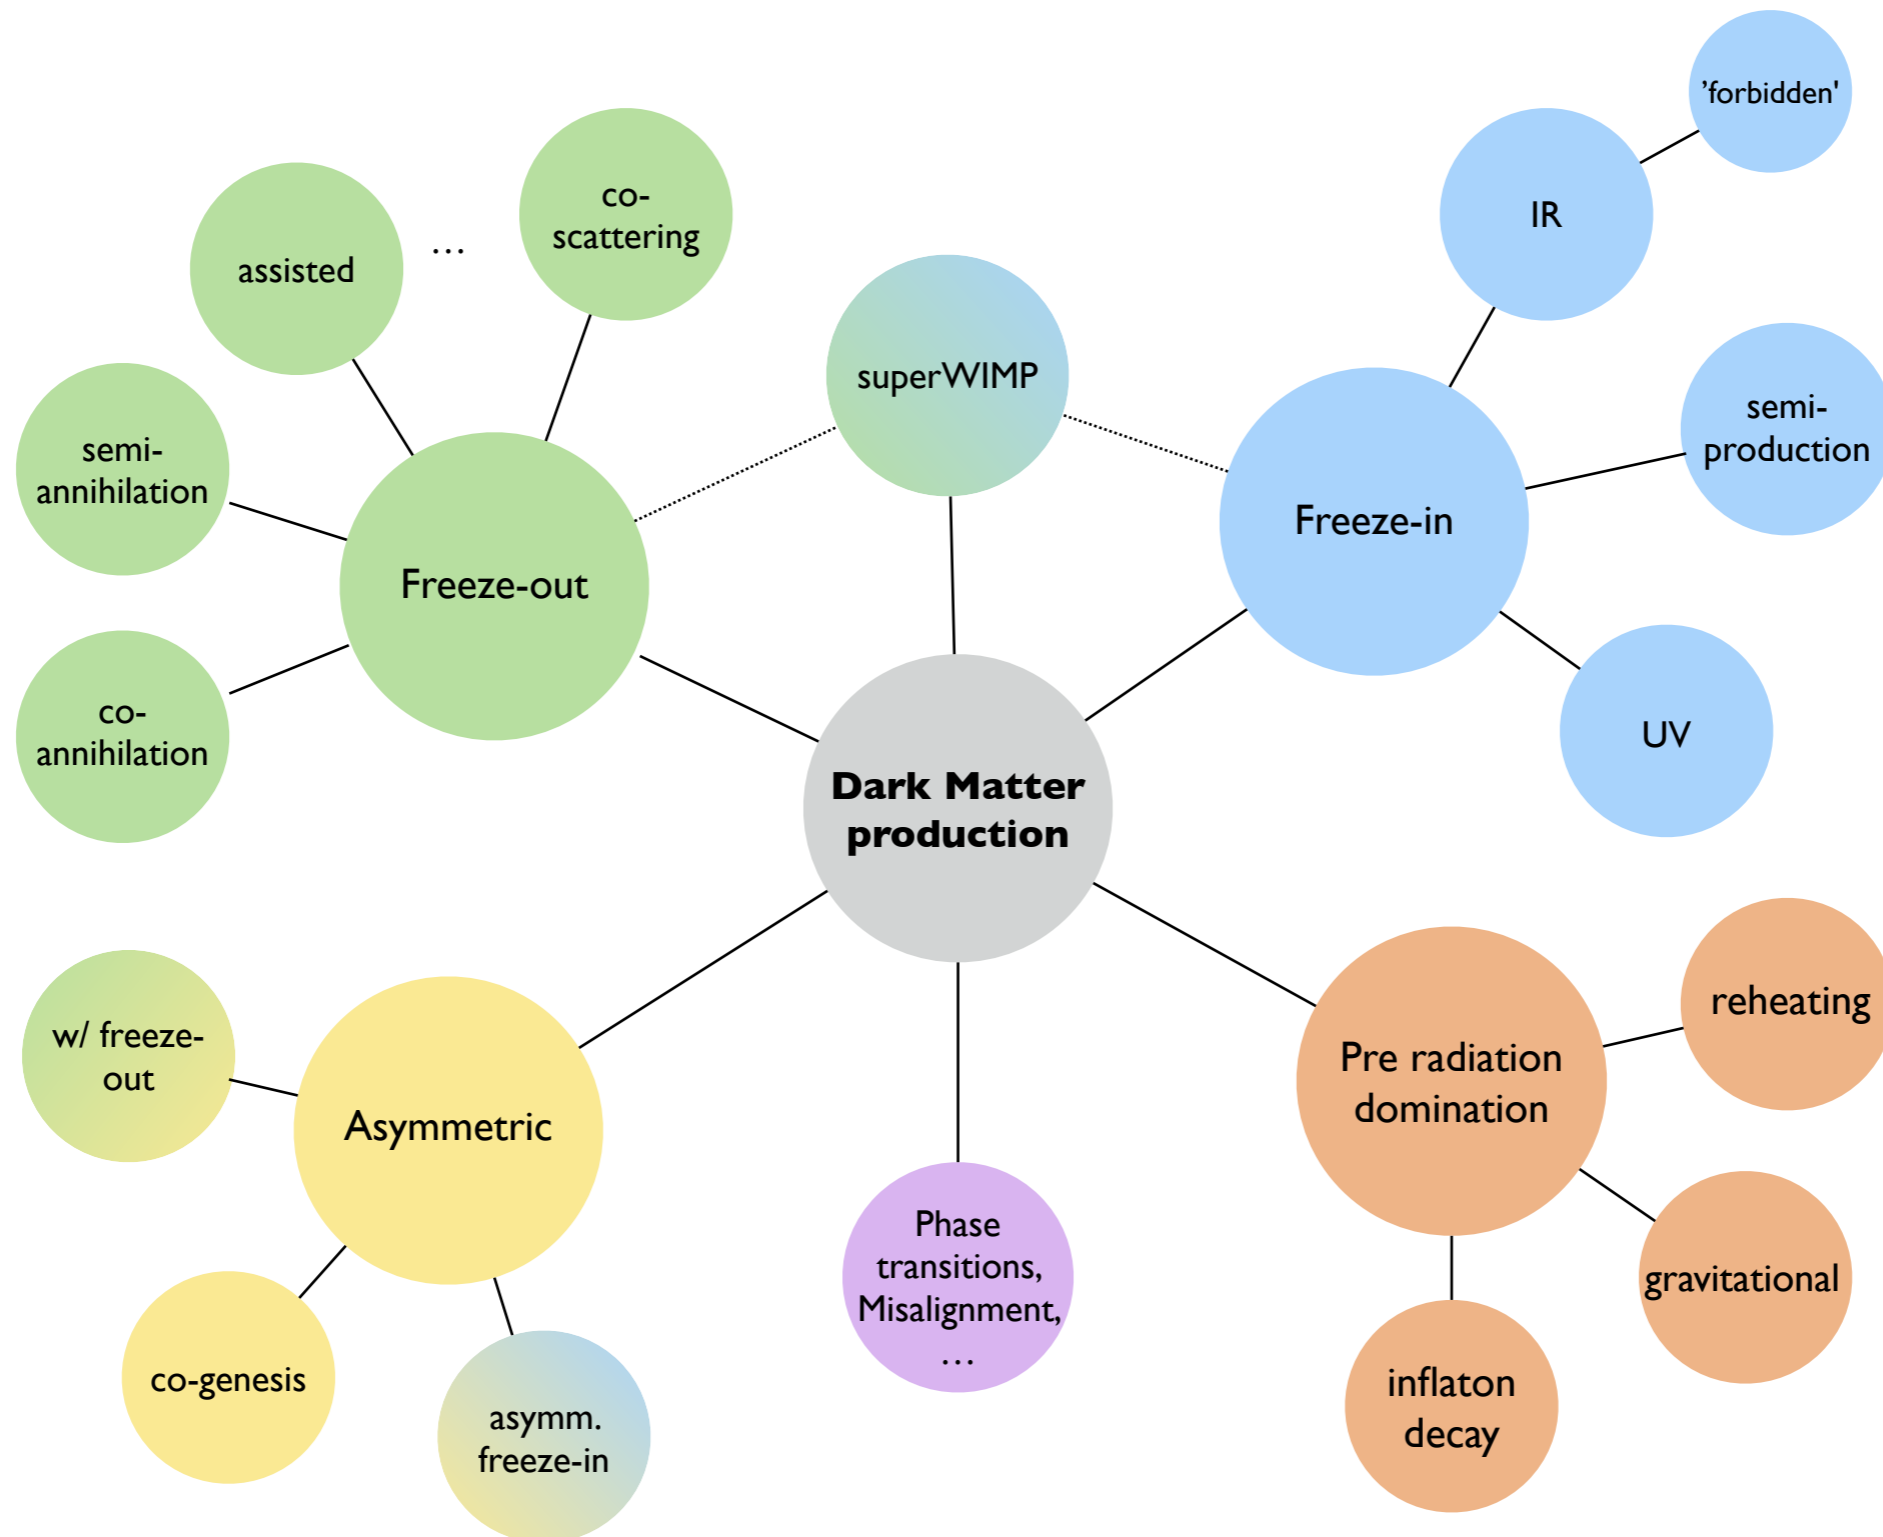 'forbidden'
co-
scattering
IR
assisted
...
superWIMP
semi-
production
semi-
annihilation
Freeze-in
Freeze-out
co-
annihilation
UV
Dark Matter
production
reheating
w/ freeze-
out
Pre radiation
domination
Asymmetric
Phase
transitions,
Misalignment,
...
gravitational
co-genesis
inflaton
decay
asymm.
freeze-in